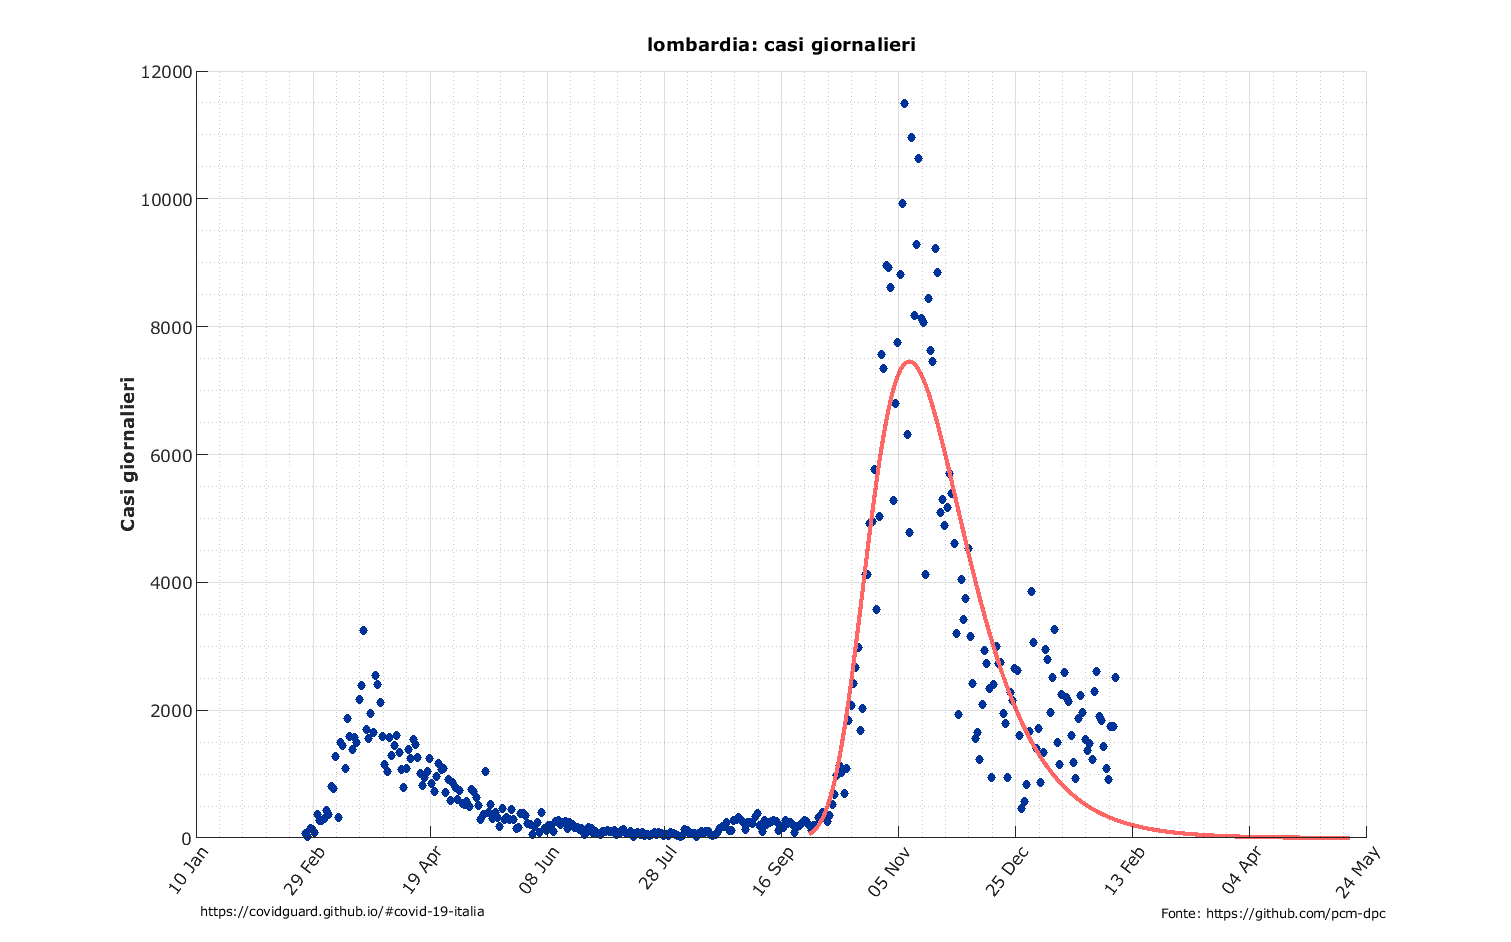 lombardia: casi giornalieri
12000
10000
8000
6000
4000
2000
0
Casi giornalieri
10 Jan
29 Feb
19 Apr
08 Jun
28 Jul
16 Sep
05 Nov
25 Dec
13 Feb
04 Apr
24 May
https://covidguard.github.io/#covid-19-italia
Fonte: https://github.com/pcm-dpc